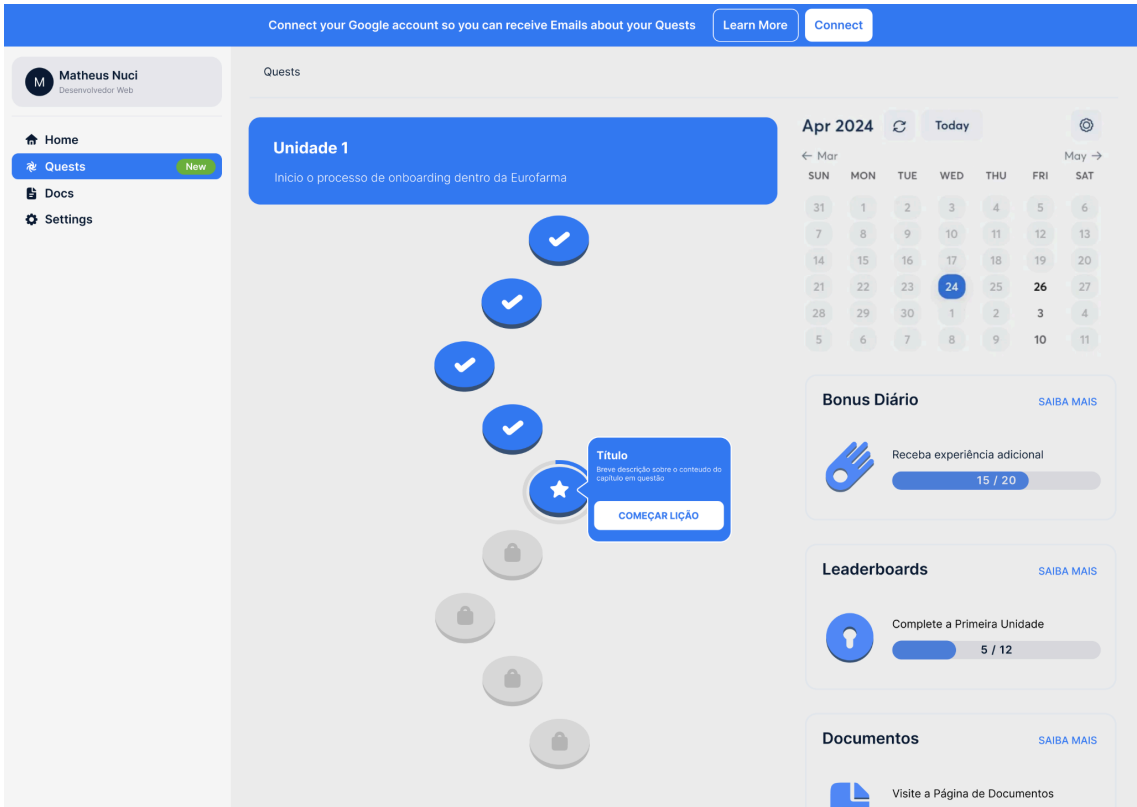 Connect your Google account so you can receive Emails about your Quests Learn More Connect
M
Matheus Nuci
Desenvolvedor Web
Home
Quests New
Docs
Settings
Quests
Unidade 1
Inicio o processo de onboarding dentro da Eurofarma
Título
Breve descrição sobre o conteudo do
capítulo em questão
COMEÇAR LIÇÃO
Apr 2024 Today
← Mar May →
SUN MON TUE WED THU FRI SAT
31 1 2 3 4 5 6
7 8 9 10 11 12 13
14 15 16 17 18 19 20
21 22 23 24 25 26 27
28 29 30 1 2 3 4
5 6 7 8 9 10 11
Bonus Diário SAIBA MAIS
Receba experiência adicional
15 / 20
Leaderboards SAIBA MAIS
Complete a Primeira Unidade
5 / 12
Documentos SAIBA MAIS
Visite a Página de Documentos